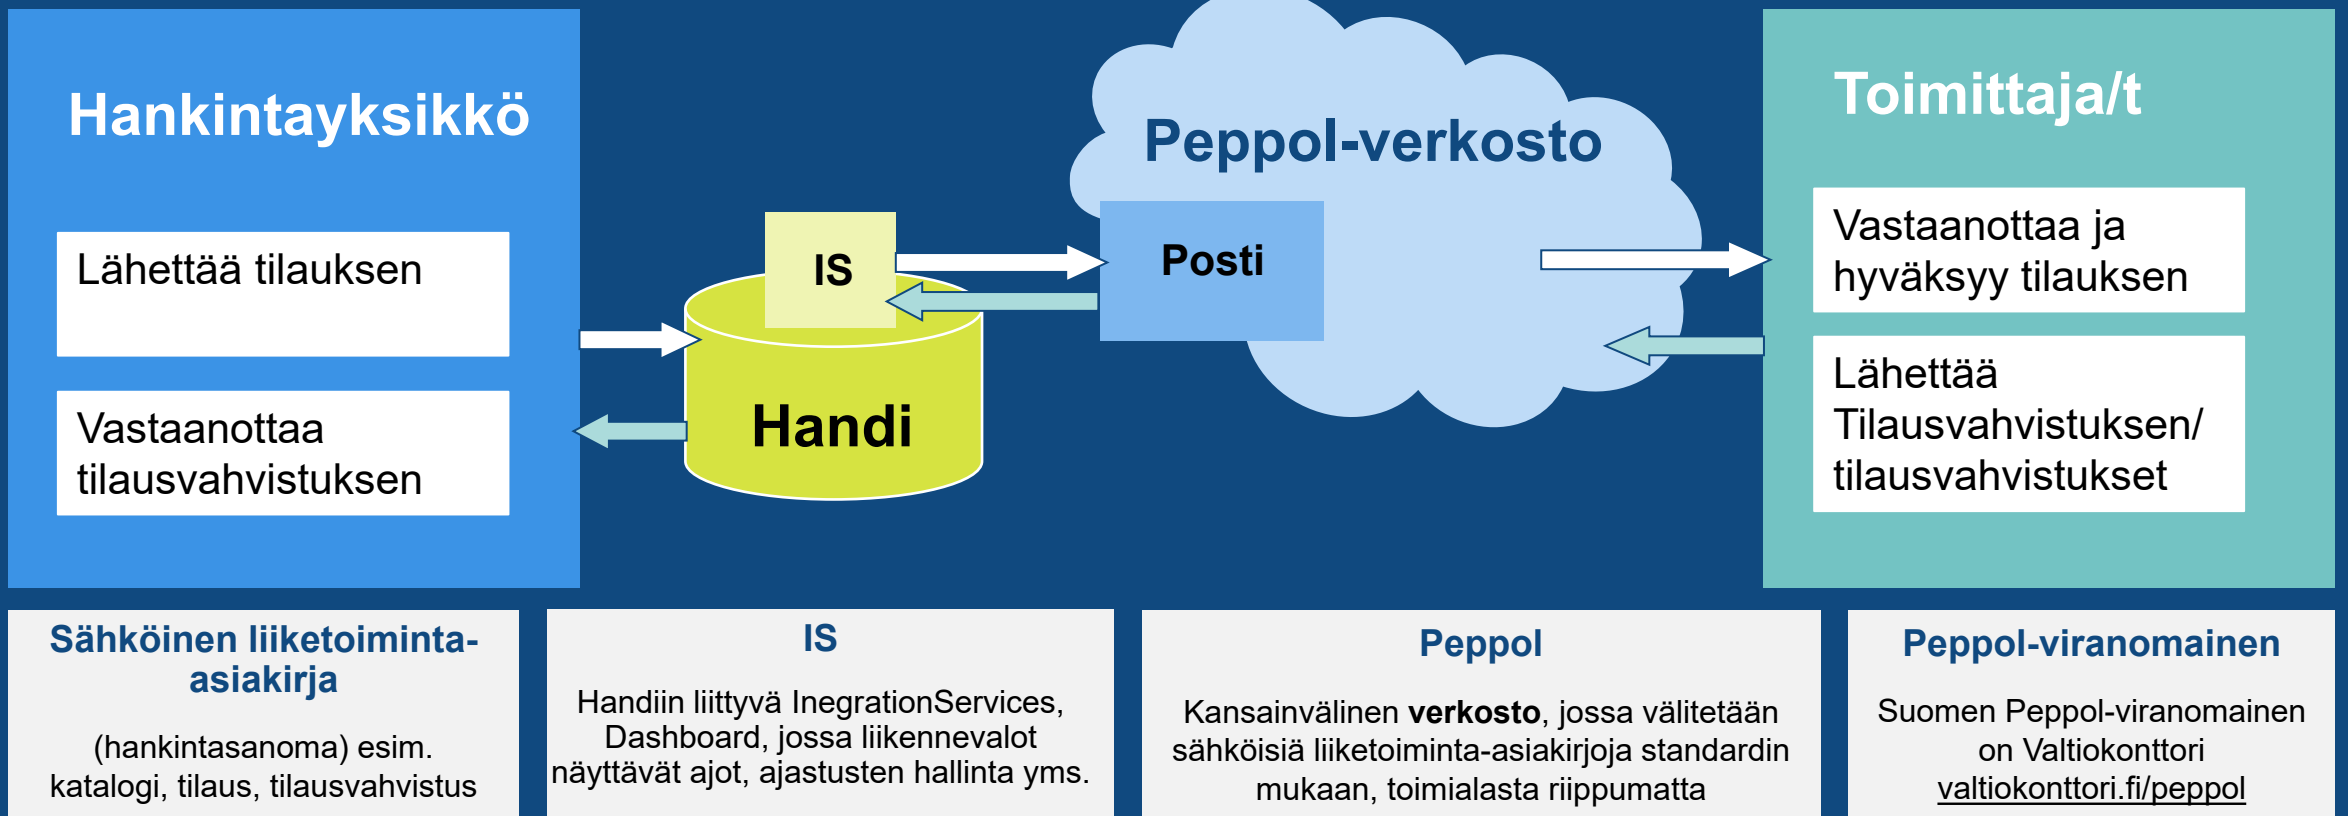 Hankintayksikkö
Lähettää tilauksen
Vastaanottaa
tilausvahvistuksen
IS
Handi
Peppol-verkosto
Posti
Toimittaja/t
Vastaanottaa ja
hyväksyy tilauksen
Lähettää
Tilausvahvistuksen/
tilausvahvistukset
Sähköinen liiketoiminta-
asiakirja
(hankintasanoma) esim.
katalogi, tilaus, tilausvahvistus
IS
Handiin liittyvä InegrationServices,
Dashboard, jossa liikennevalot
näyttävät ajot, ajastusten hallinta yms.
Peppol
Kansainvälinen verkosto, jossa välitetään
sähköisiä liiketoiminta-asiakirjoja standardin
mukaan, toimialasta riippumatta
Peppol-viranomainen
Suomen Peppol-viranomainen
on Valtiokonttori
valtiokonttori.fi/peppol